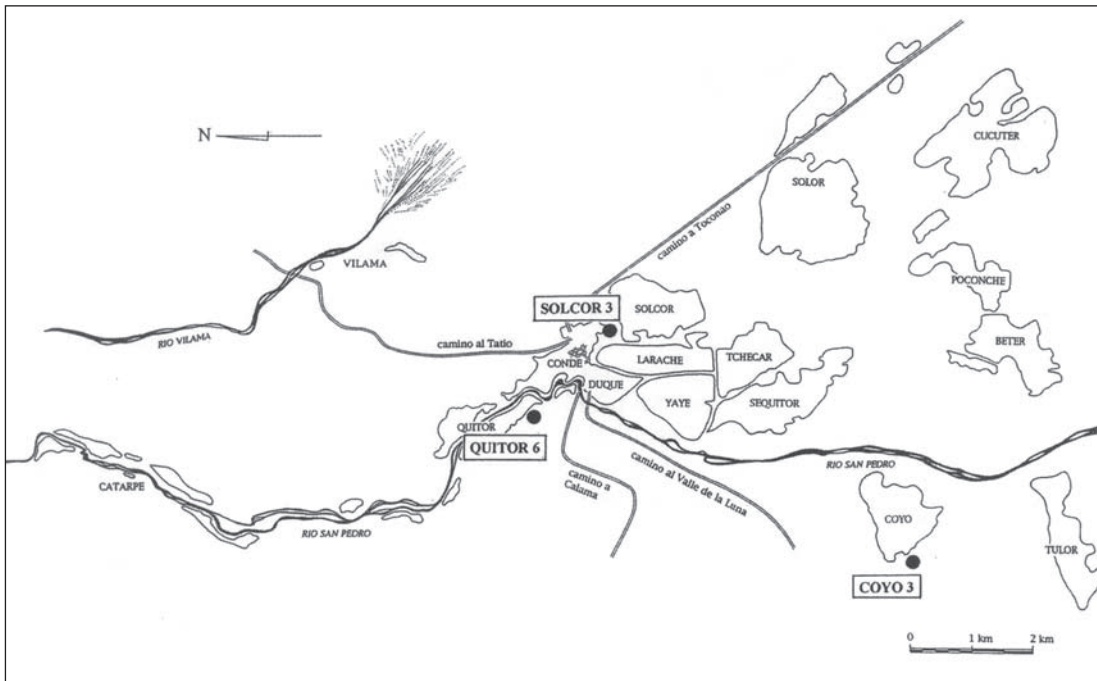 CUCUTER
N
SOLOR
camino a Toconao
VILAMA
POCONCHE
SOLCOR 3
SOLCOR
RIO VILAMA
camino al Tatio
BETER
CONDE
LARACHE
TCHECAR
DUQUE
YAYE
SEQUITOR
QUITOR
QUITOR 6
RIO SAN PEDRO
camino a
Calama
camino al Valle de la Luna
CATARPE
RIO SAN PEDRO
COYO
TULOR
COYO 3
0 1 km 2 km